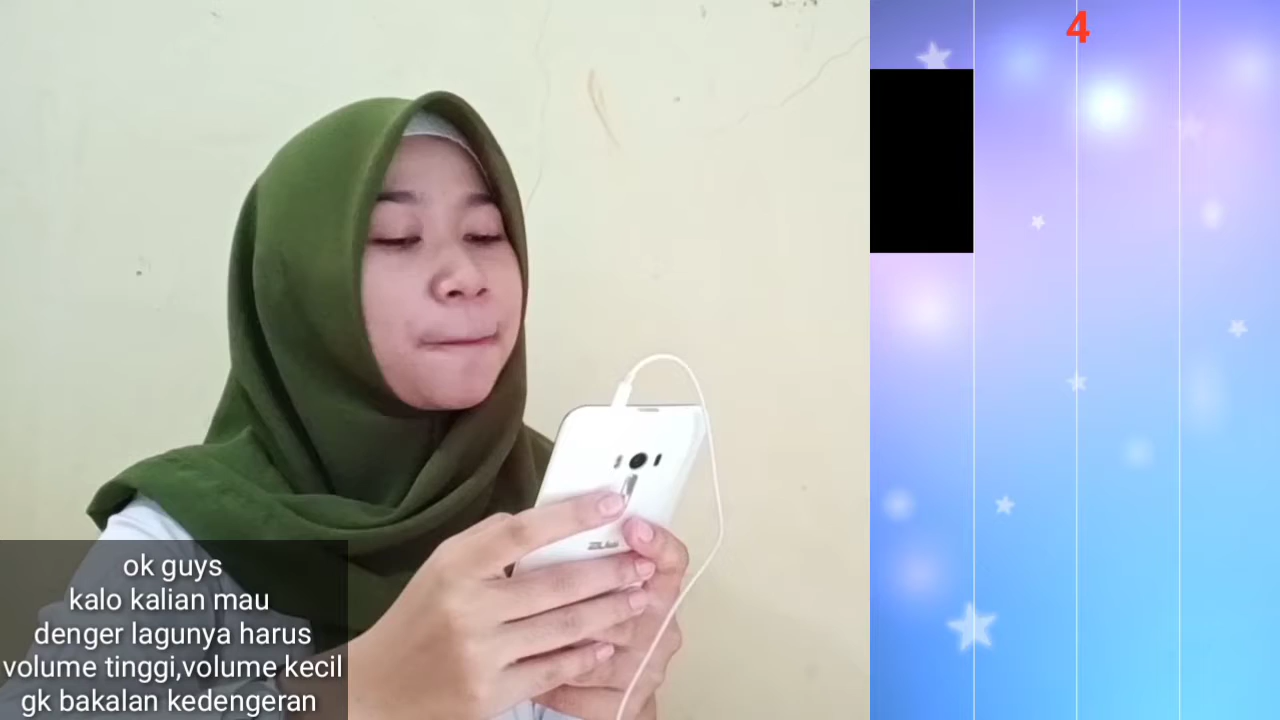 4
ok guys
kalo kalian mau
denger lagunya harus
volume tinggi,volume kecil
gk bakalan kedengeran